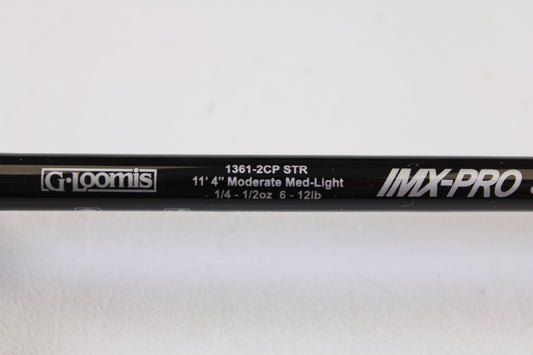 G·Loomis
1361-2CP STR
11' 4" Moderate Med-Light
1/4 - 1/2oz 6 - 12lb
IMX-PRO